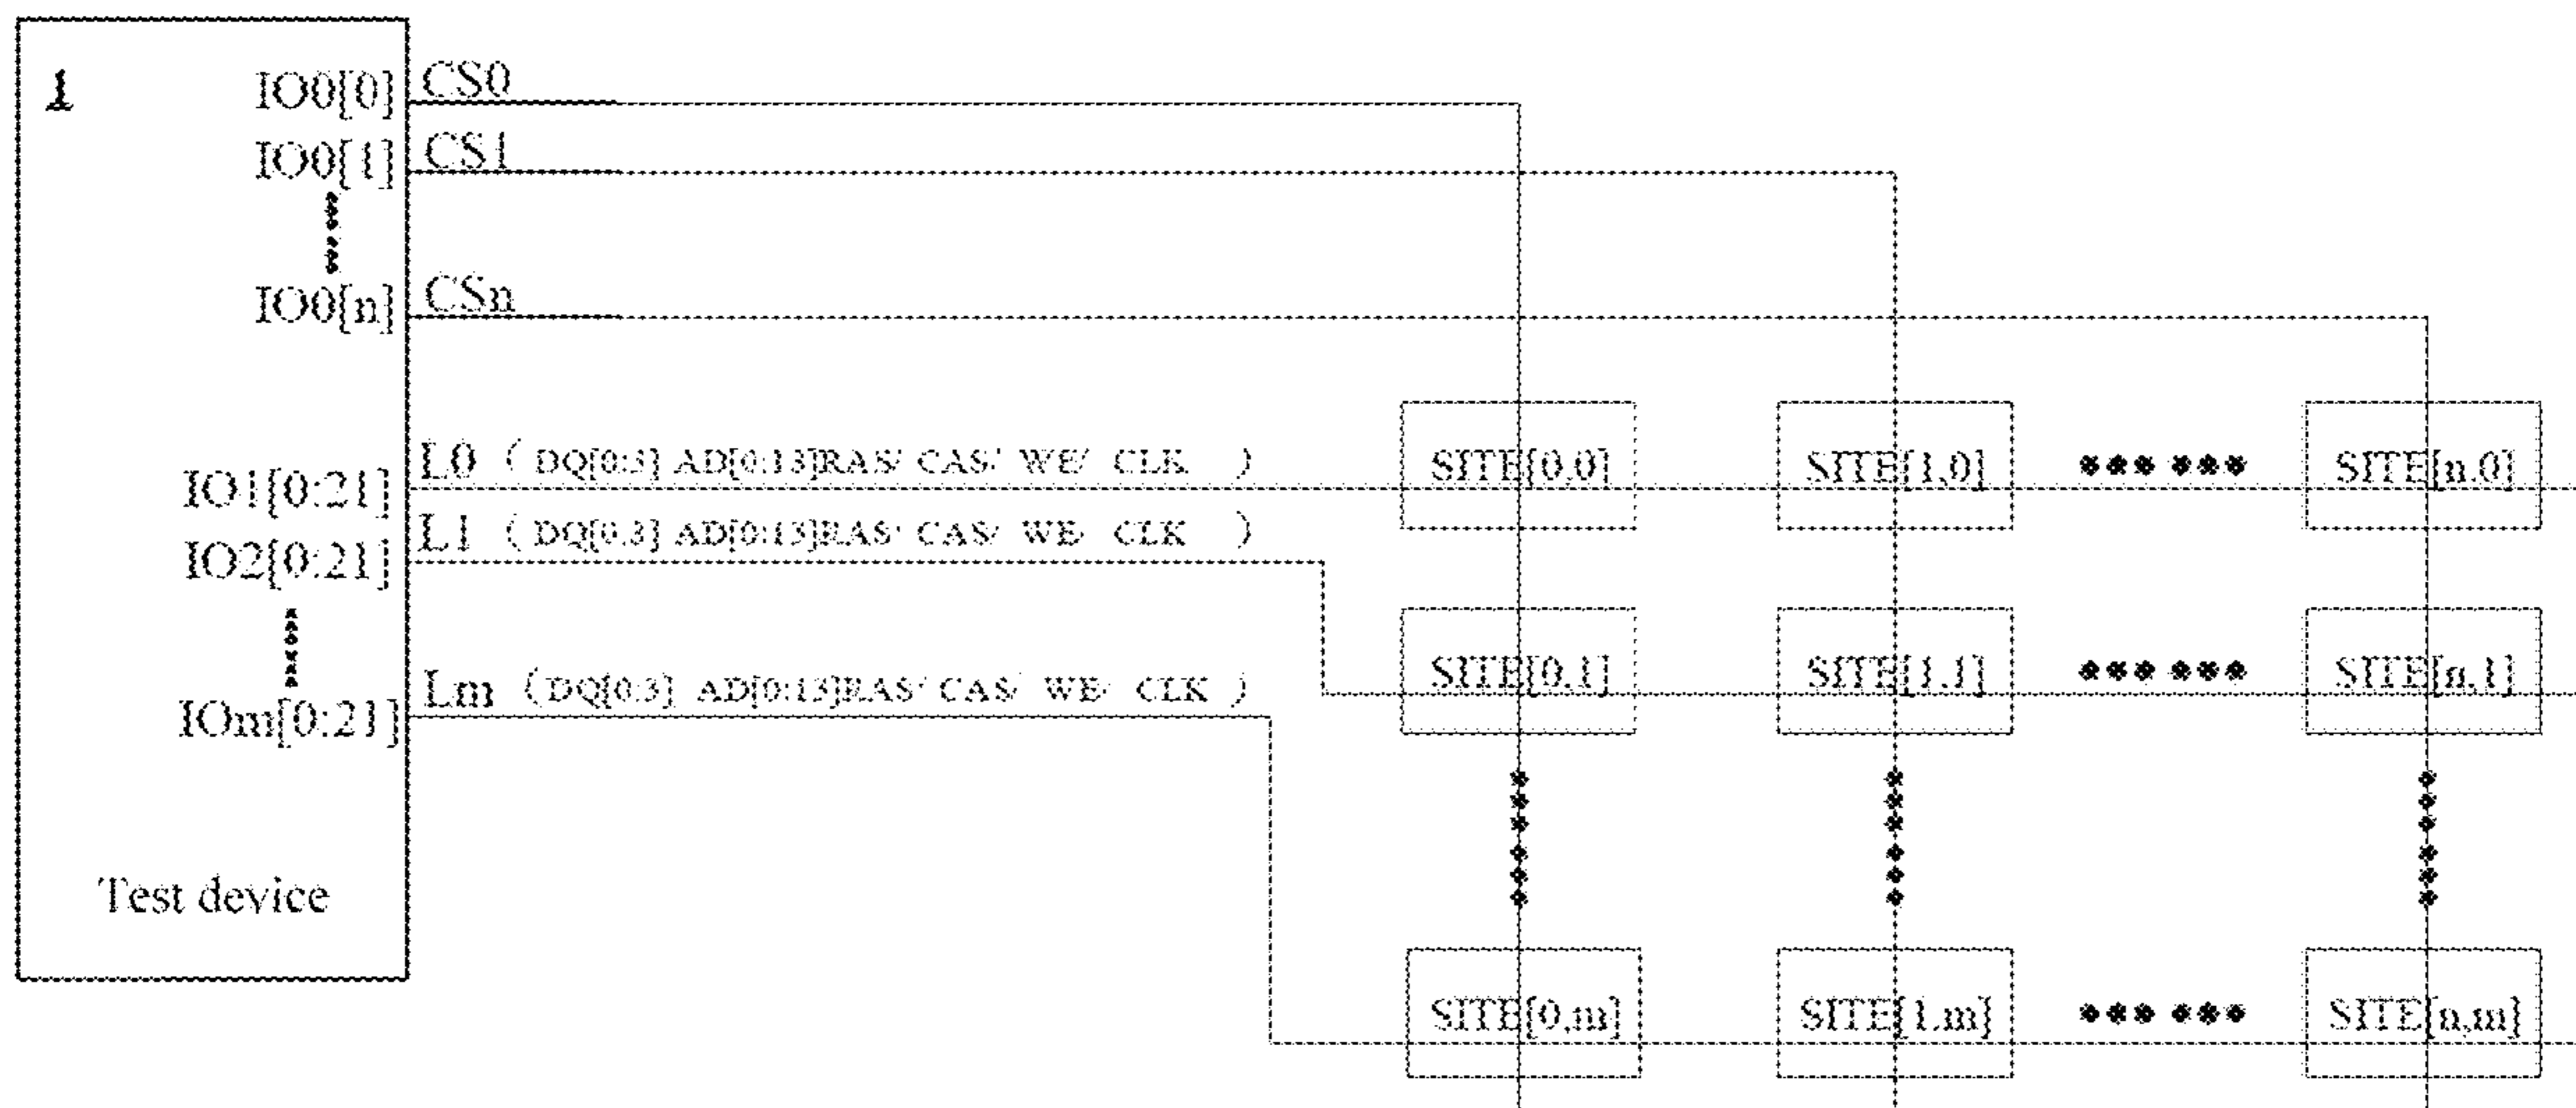 1
IO0[0] CS0
IO0[1] CS1
IO0[n] CSn
IO1[0:21] L0 ( DQ[0:3] AD[0:13]RAS/ CAS/ WE/ CLK )
SITE[0,0] SITE[1,0] SITE[n,0]
IO2[0:21] L1 ( DQ[0:3] AD[0:13]RAS/ CAS/ WE/ CLK )
SITE[0,1] SITE[1,1] SITE[n,1]
IOm[0:21] Lm (DQ[0:3] AD[0:13]RAS/ CAS/ WE/ CLK )
Test device
SITE[0,m] SITE[1,m] SITE[n,m]